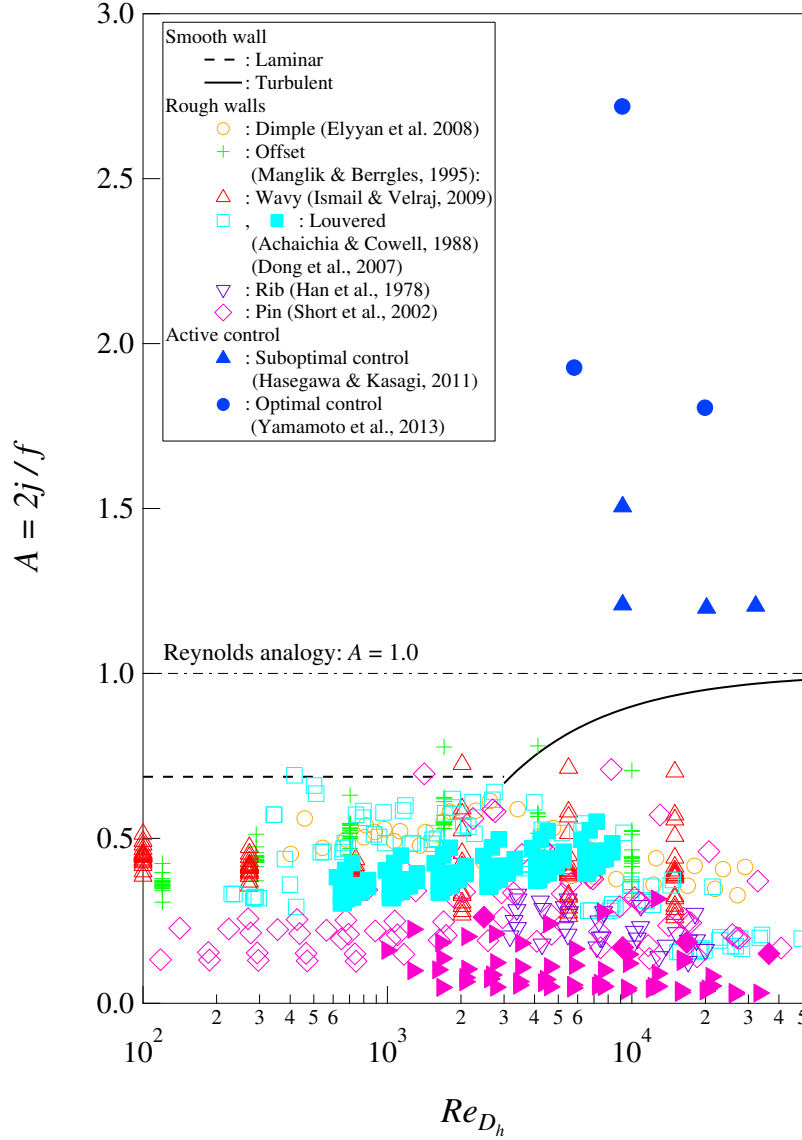 3.0
2.5
2.0
1.5
1.0
0.5
0.0
A = 2j / f
Smooth wall
: Laminar
: Turbulent
Rough walls
: Dimple (Elyyan et al. 2008)
: Offset
(Manglik & Berrgles, 1995):
: Wavy (Ismail & Velraj, 2009)
, : Louvered
(Achaichia & Cowell, 1988)
(Dong et al., 2007)
: Rib (Han et al., 1978)
: Pin (Short et al., 2002)
Active control
: Suboptimal control
(Hasegawa & Kasagi, 2011)
: Optimal control
(Yamamoto et al., 2013)
Reynolds analogy: A = 1.0
2 3 4 5 6 2 3 4 5 6 2 3 4 5
10² 10³ 10⁴
Re_{D_h}